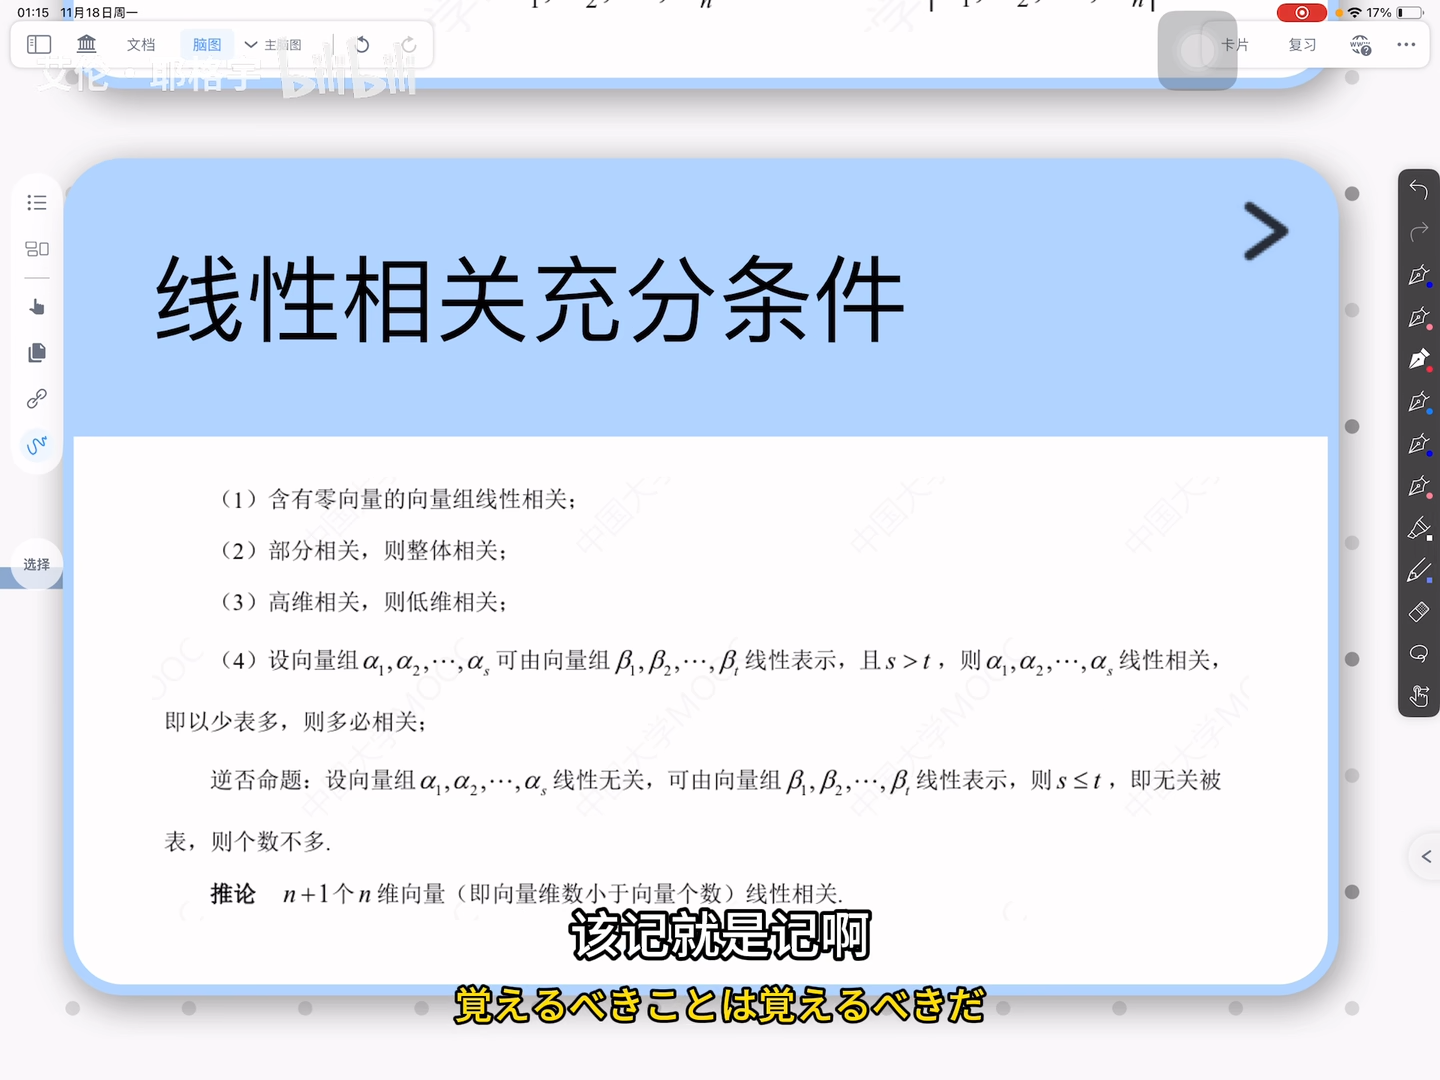 01:15 11月18日周一
17%
文档 脑图 主脑图
卡片 复习
艾伦·耶格宇 bilibili
线性相关充分条件
选择
（1）含有零向量的向量组线性相关；
（2）部分相关，则整体相关；
（3）高维相关，则低维相关；
（4）设向量组α₁,α₂,⋯,αₛ可由向量组β₁,β₂,⋯,βₜ线性表示，且s>t，则α₁,α₂,⋯,αₛ线性相关，
即以少表多，则多必相关；
逆否命题：设向量组α₁,α₂,⋯,αₛ线性无关，可由向量组β₁,β₂,⋯,βₜ线性表示，则s≤t，即无关被
表，则个数不多.
推论 n+1个n维向量（即向量维数小于向量个数）线性相关.
该记就是记啊
覚えるべきことは覚えるべきだ